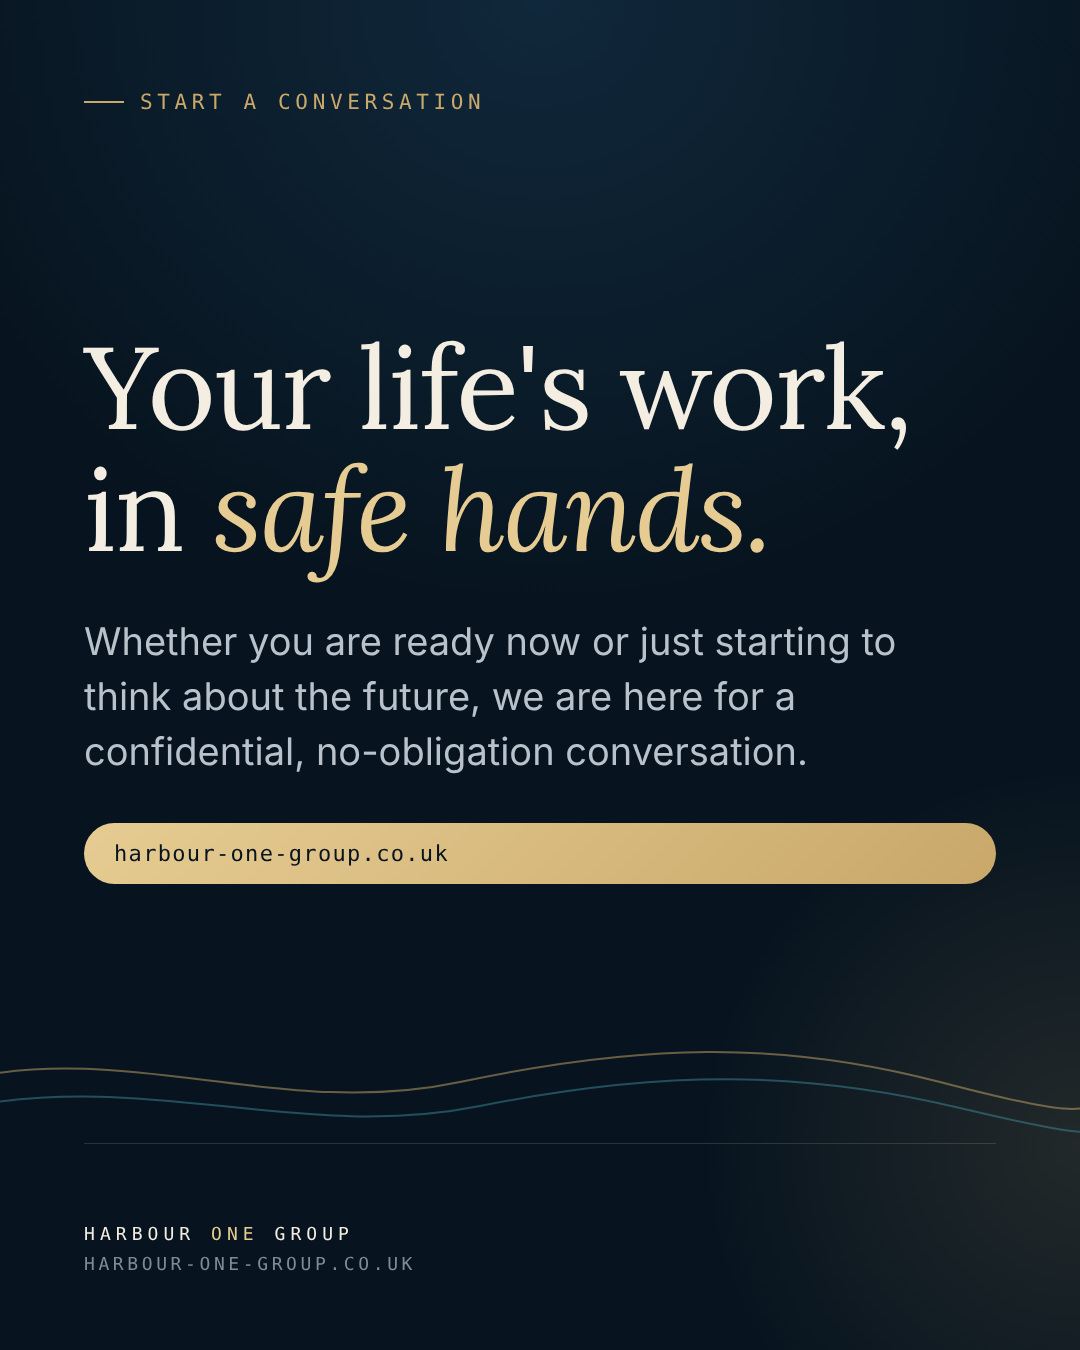 START A CONVERSATION
Your life's work,
in safe hands.
Whether you are ready now or just starting to
think about the future, we are here for a
confidential, no-obligation conversation.
harbour-one-group.co.uk
HARBOUR ONE GROUP
HARBOUR-ONE-GROUP.CO.UK